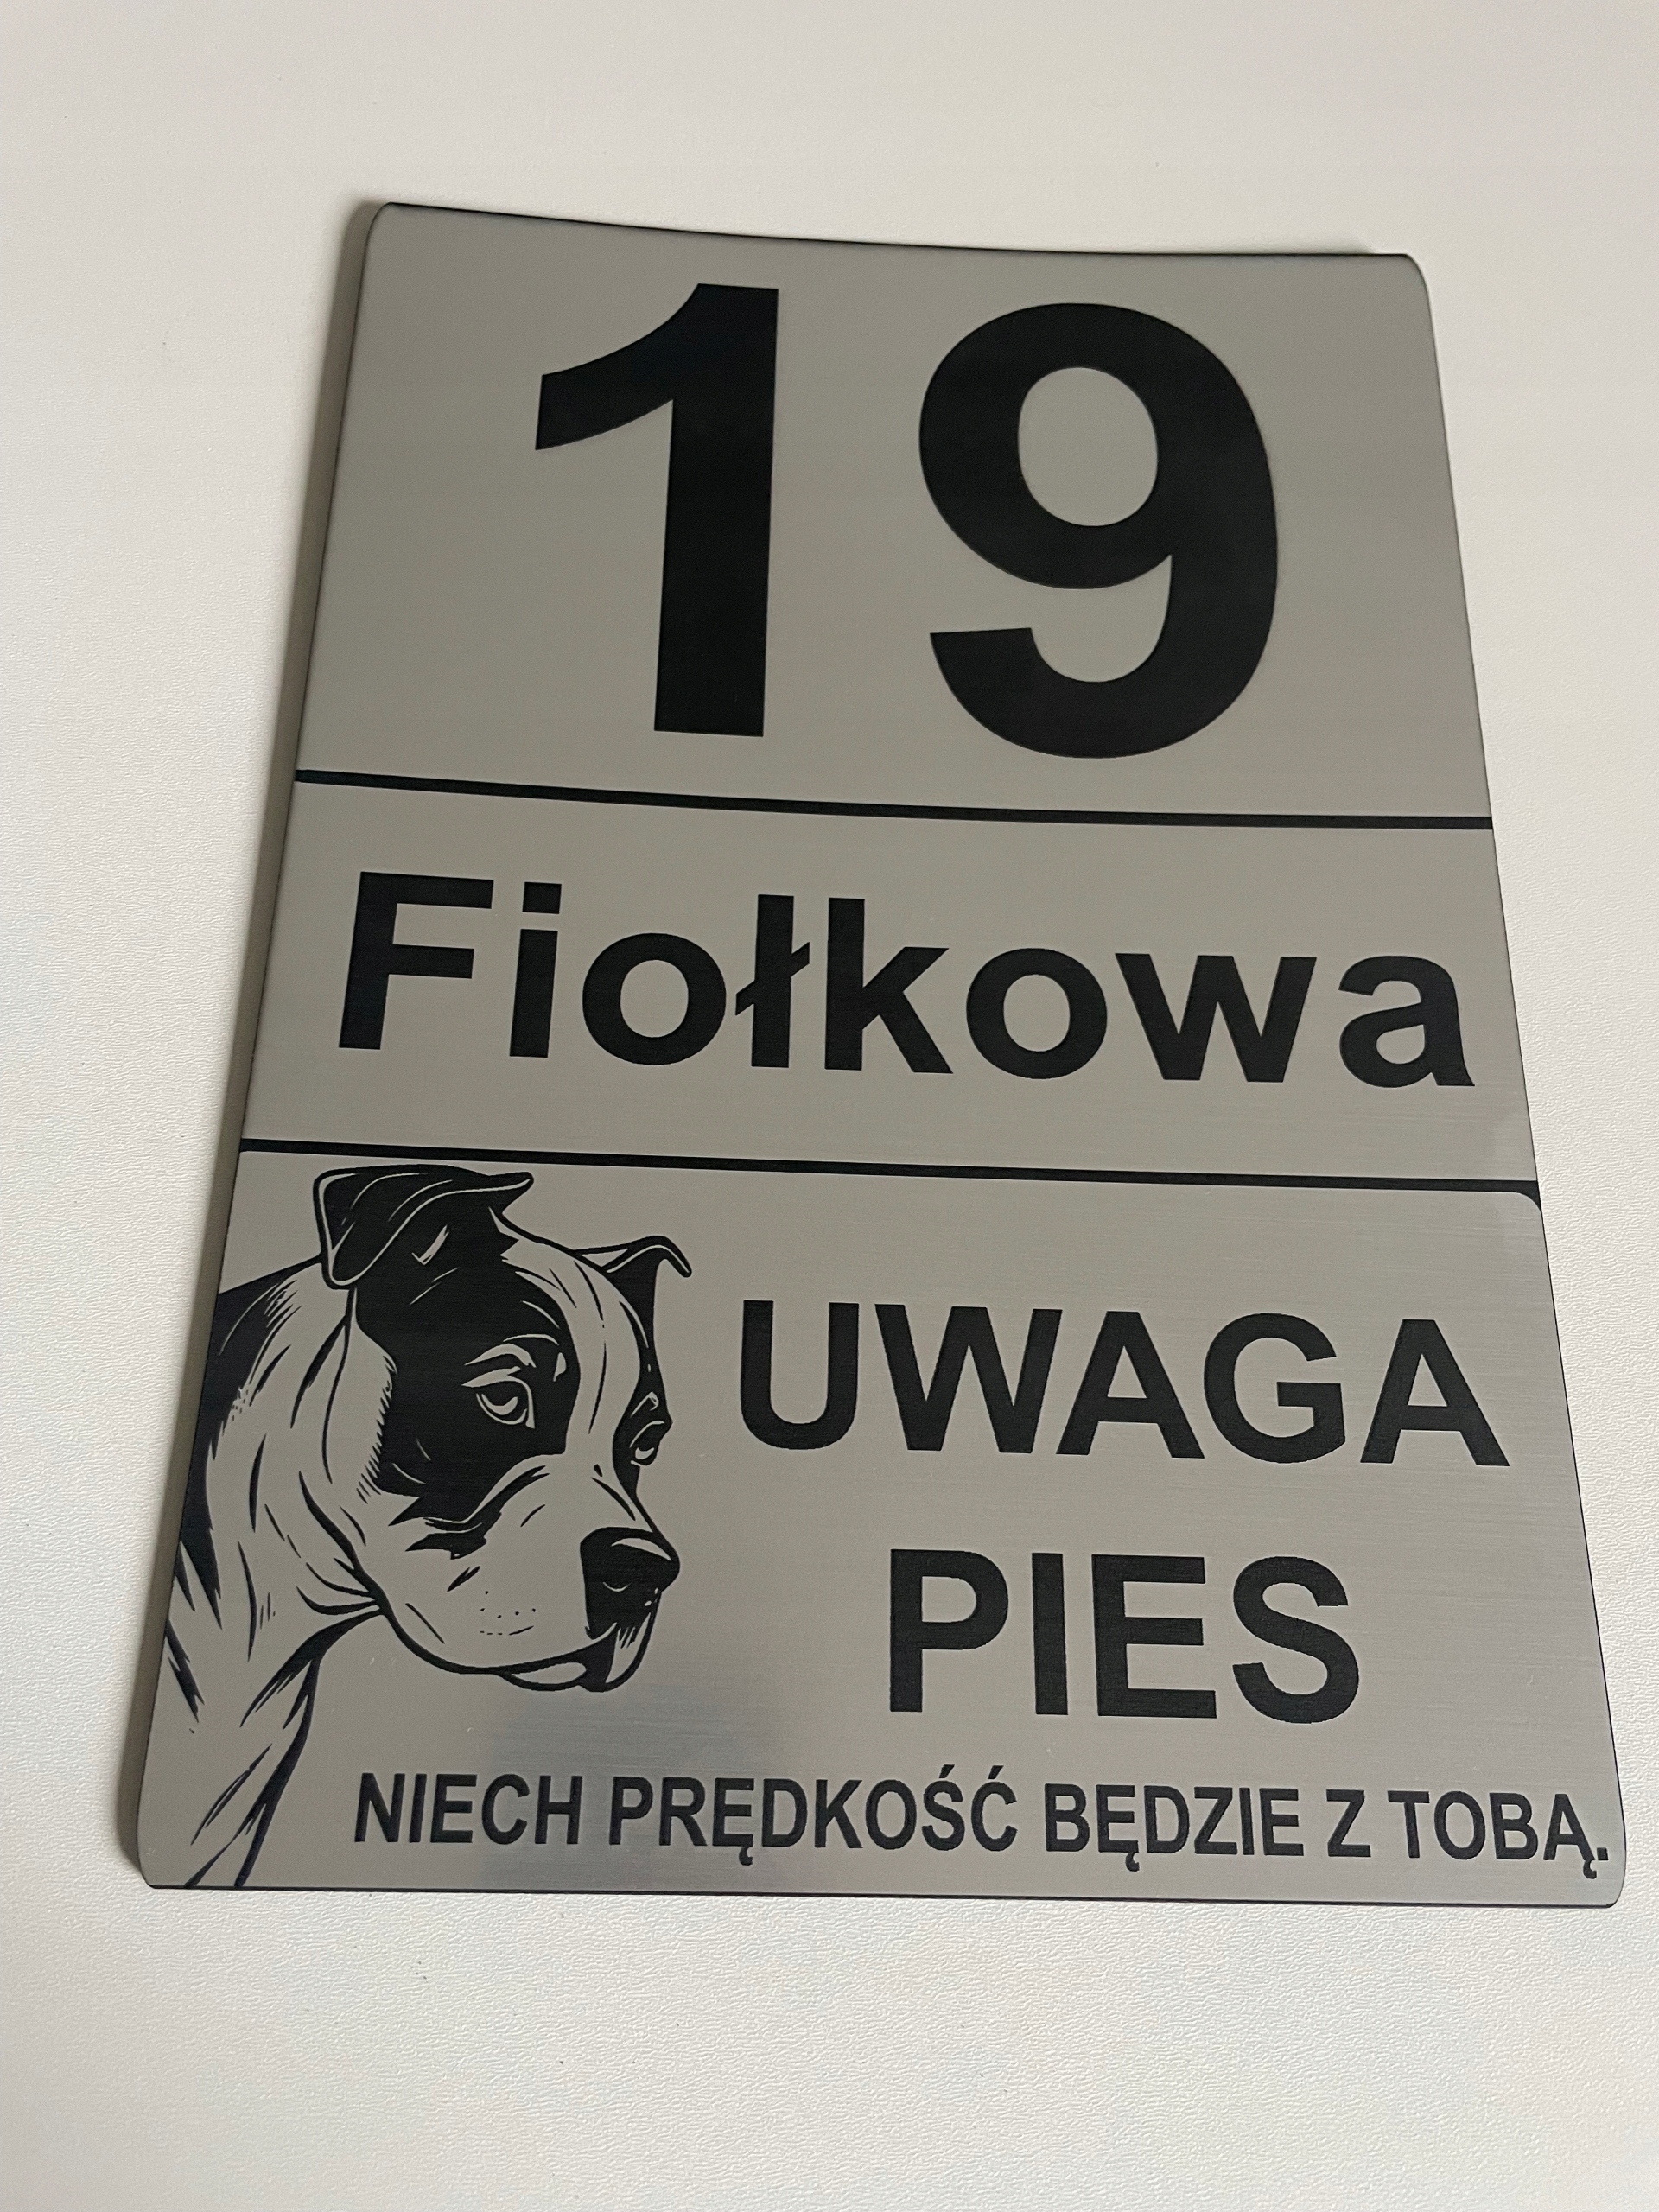 19
Fiołkowa
UWAGA
PIES
NIECH PRĘDKOŚĆ BĘDZIE Z TOBĄ.